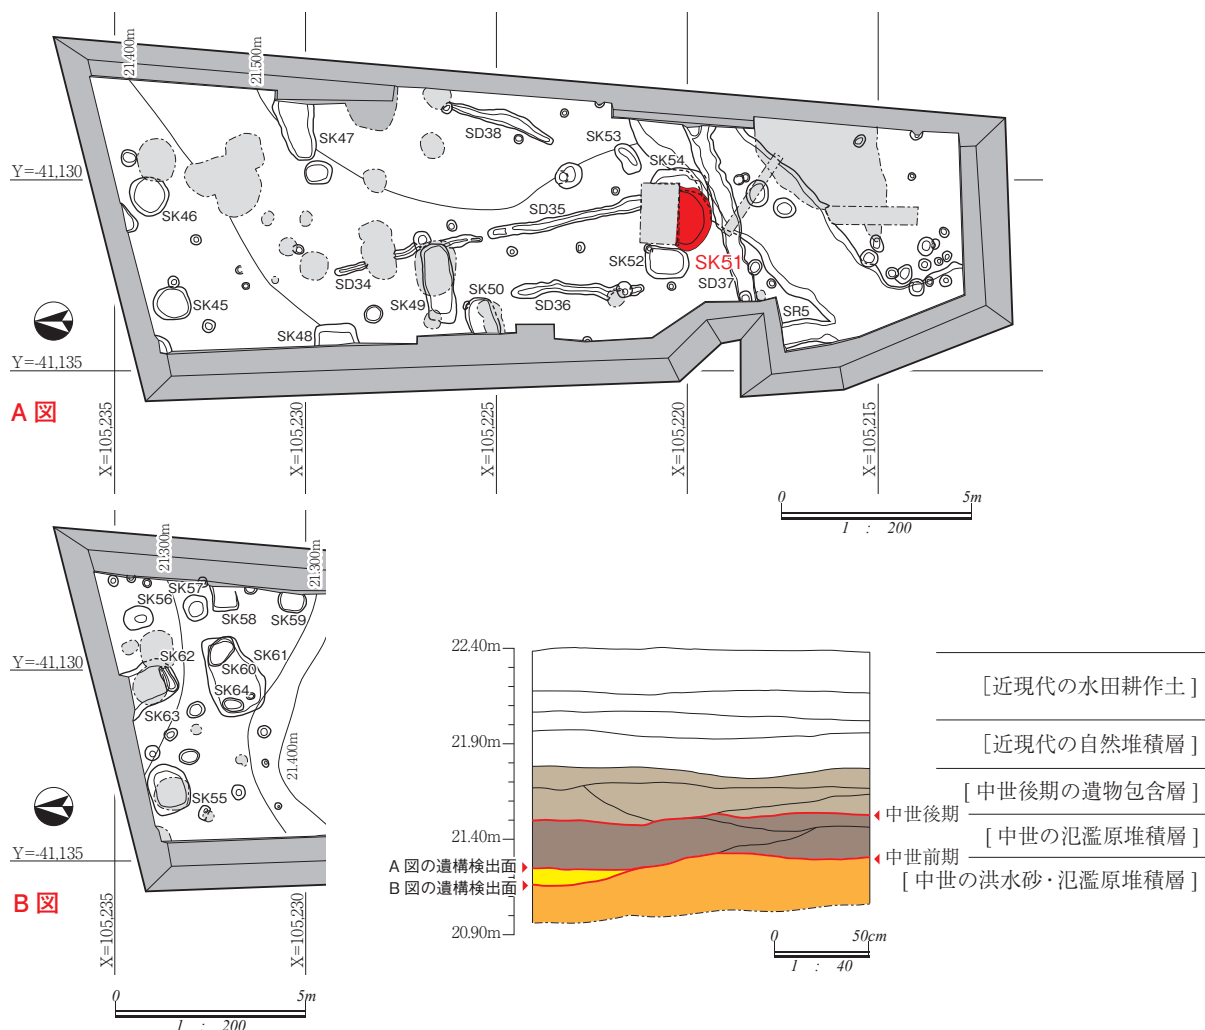 21.400m
21.500m
SK47
SD38
SK53
SK54
Y=-41,130
SK46
SD35
SK52
SK51
SD34
SD37
SK45
SK49
SK50
SD36
SR5
SK48
Y=-41,135
A 図
X=105,235
X=105,230
X=105,225
X=105,220
X=105,215
0 5m
1 : 200
21.300m
21.300m
SK57
SK56
SK58
SK59
Y=-41,130
SK62
SK61
SK60
SK64
SK63
21.400m
SK55
Y=-41,135
B 図
X=105,235
X=105,230
0 5m
1 : 200
22.40m
[近現代の水田耕作土]
21.90m
[近現代の自然堆積層]
[中世後期の遺物包含層]
中世後期
21.40m
[中世の氾濫原堆積層]
A 図の遺構検出面
中世前期
B 図の遺構検出面
[中世の洪水砂・氾濫原堆積層]
20.90m
0 50cm
1 : 40